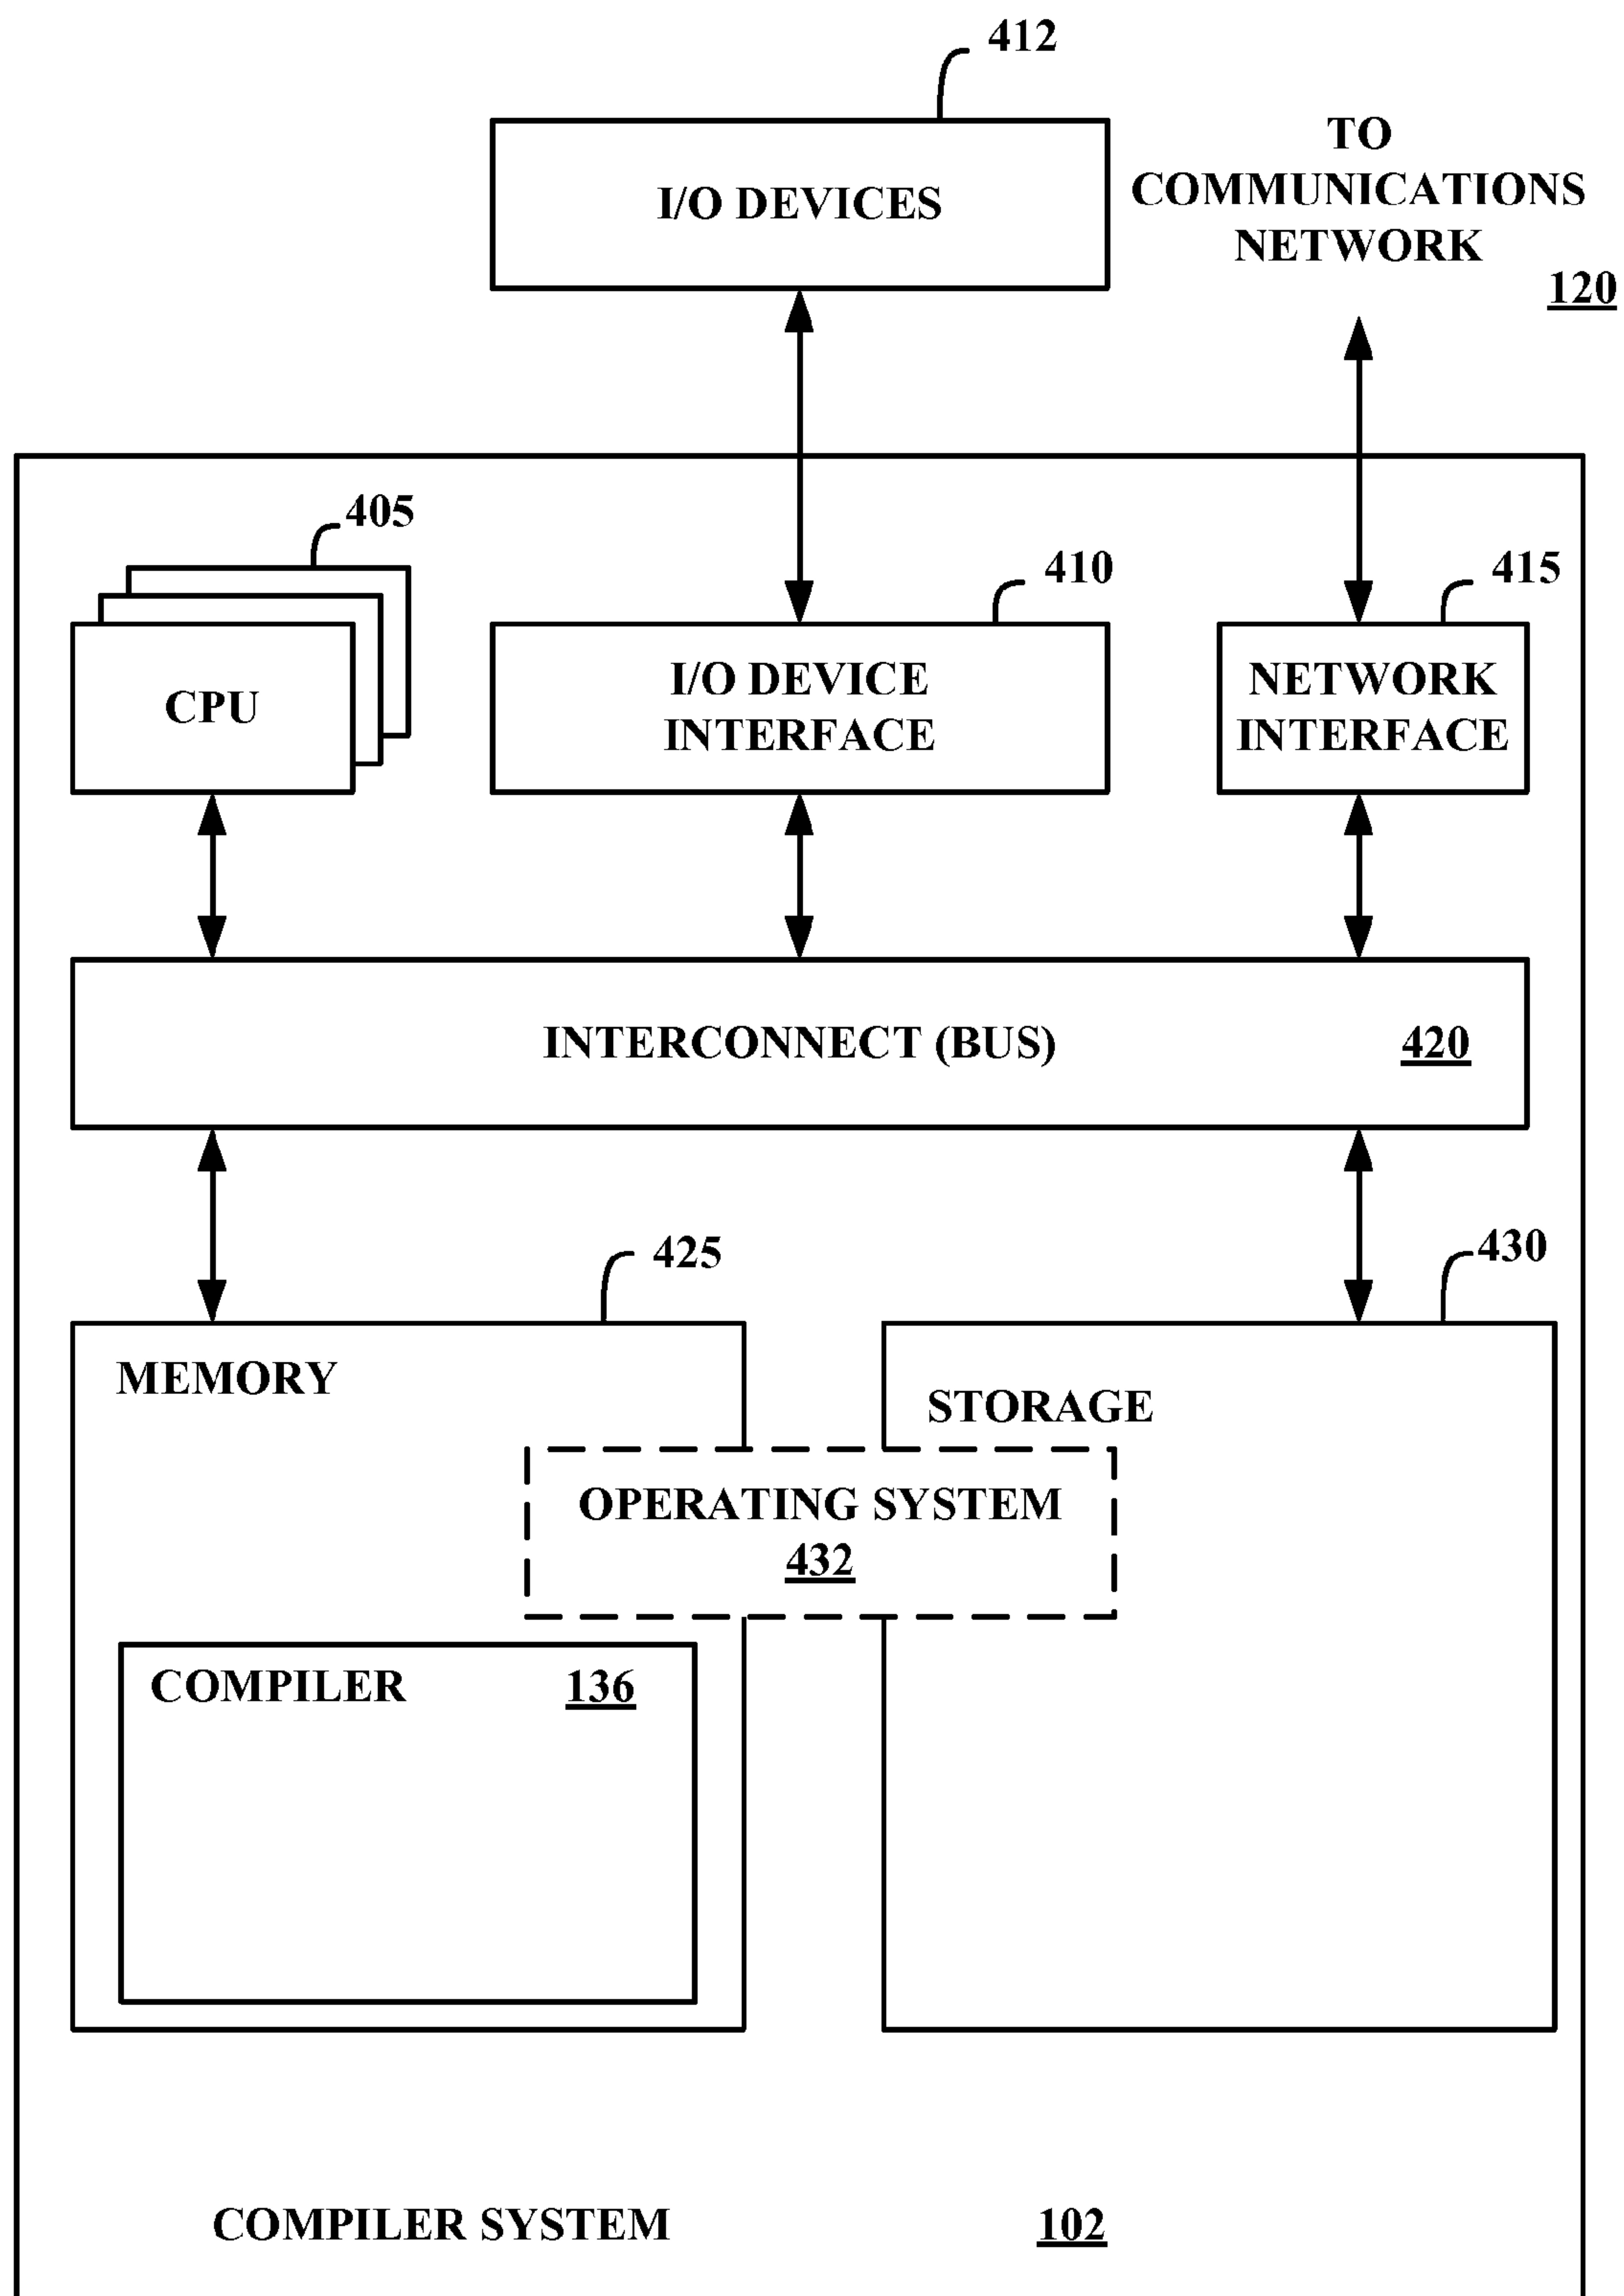 412
I/O DEVICES
TO
COMMUNICATIONS
NETWORK
120
405
410
415
CPU
I/O DEVICE
INTERFACE
NETWORK
INTERFACE
INTERCONNECT (BUS)
420
425
430
MEMORY
STORAGE
OPERATING SYSTEM
432
COMPILER
136
COMPILER SYSTEM
102